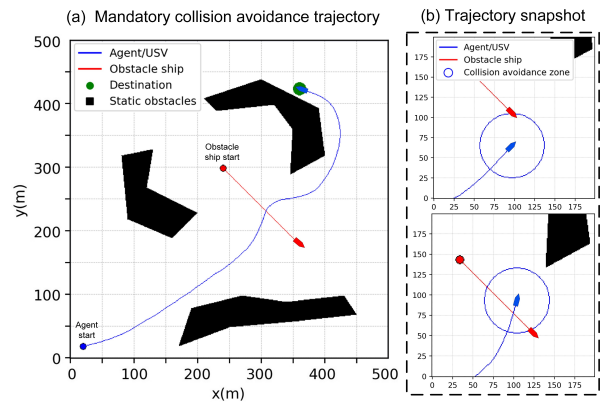 (a) Mandatory collision avoidance trajectory
(b) Trajectory snapshot
500
400
300
200
100
0
y(m)
Agent/USV
Obstacle ship
Destination
Static obstacles
Obstacle
ship start
Agent
start
0
100
200
300
400
500
x(m)
Agent/USV
Obstacle ship
Collision avoidance zone
175
150
125
100
75
50
25
0
0
25
50
75
100
125
150
175
175
150
125
100
75
50
25
0
0
25
50
75
100
125
150
175